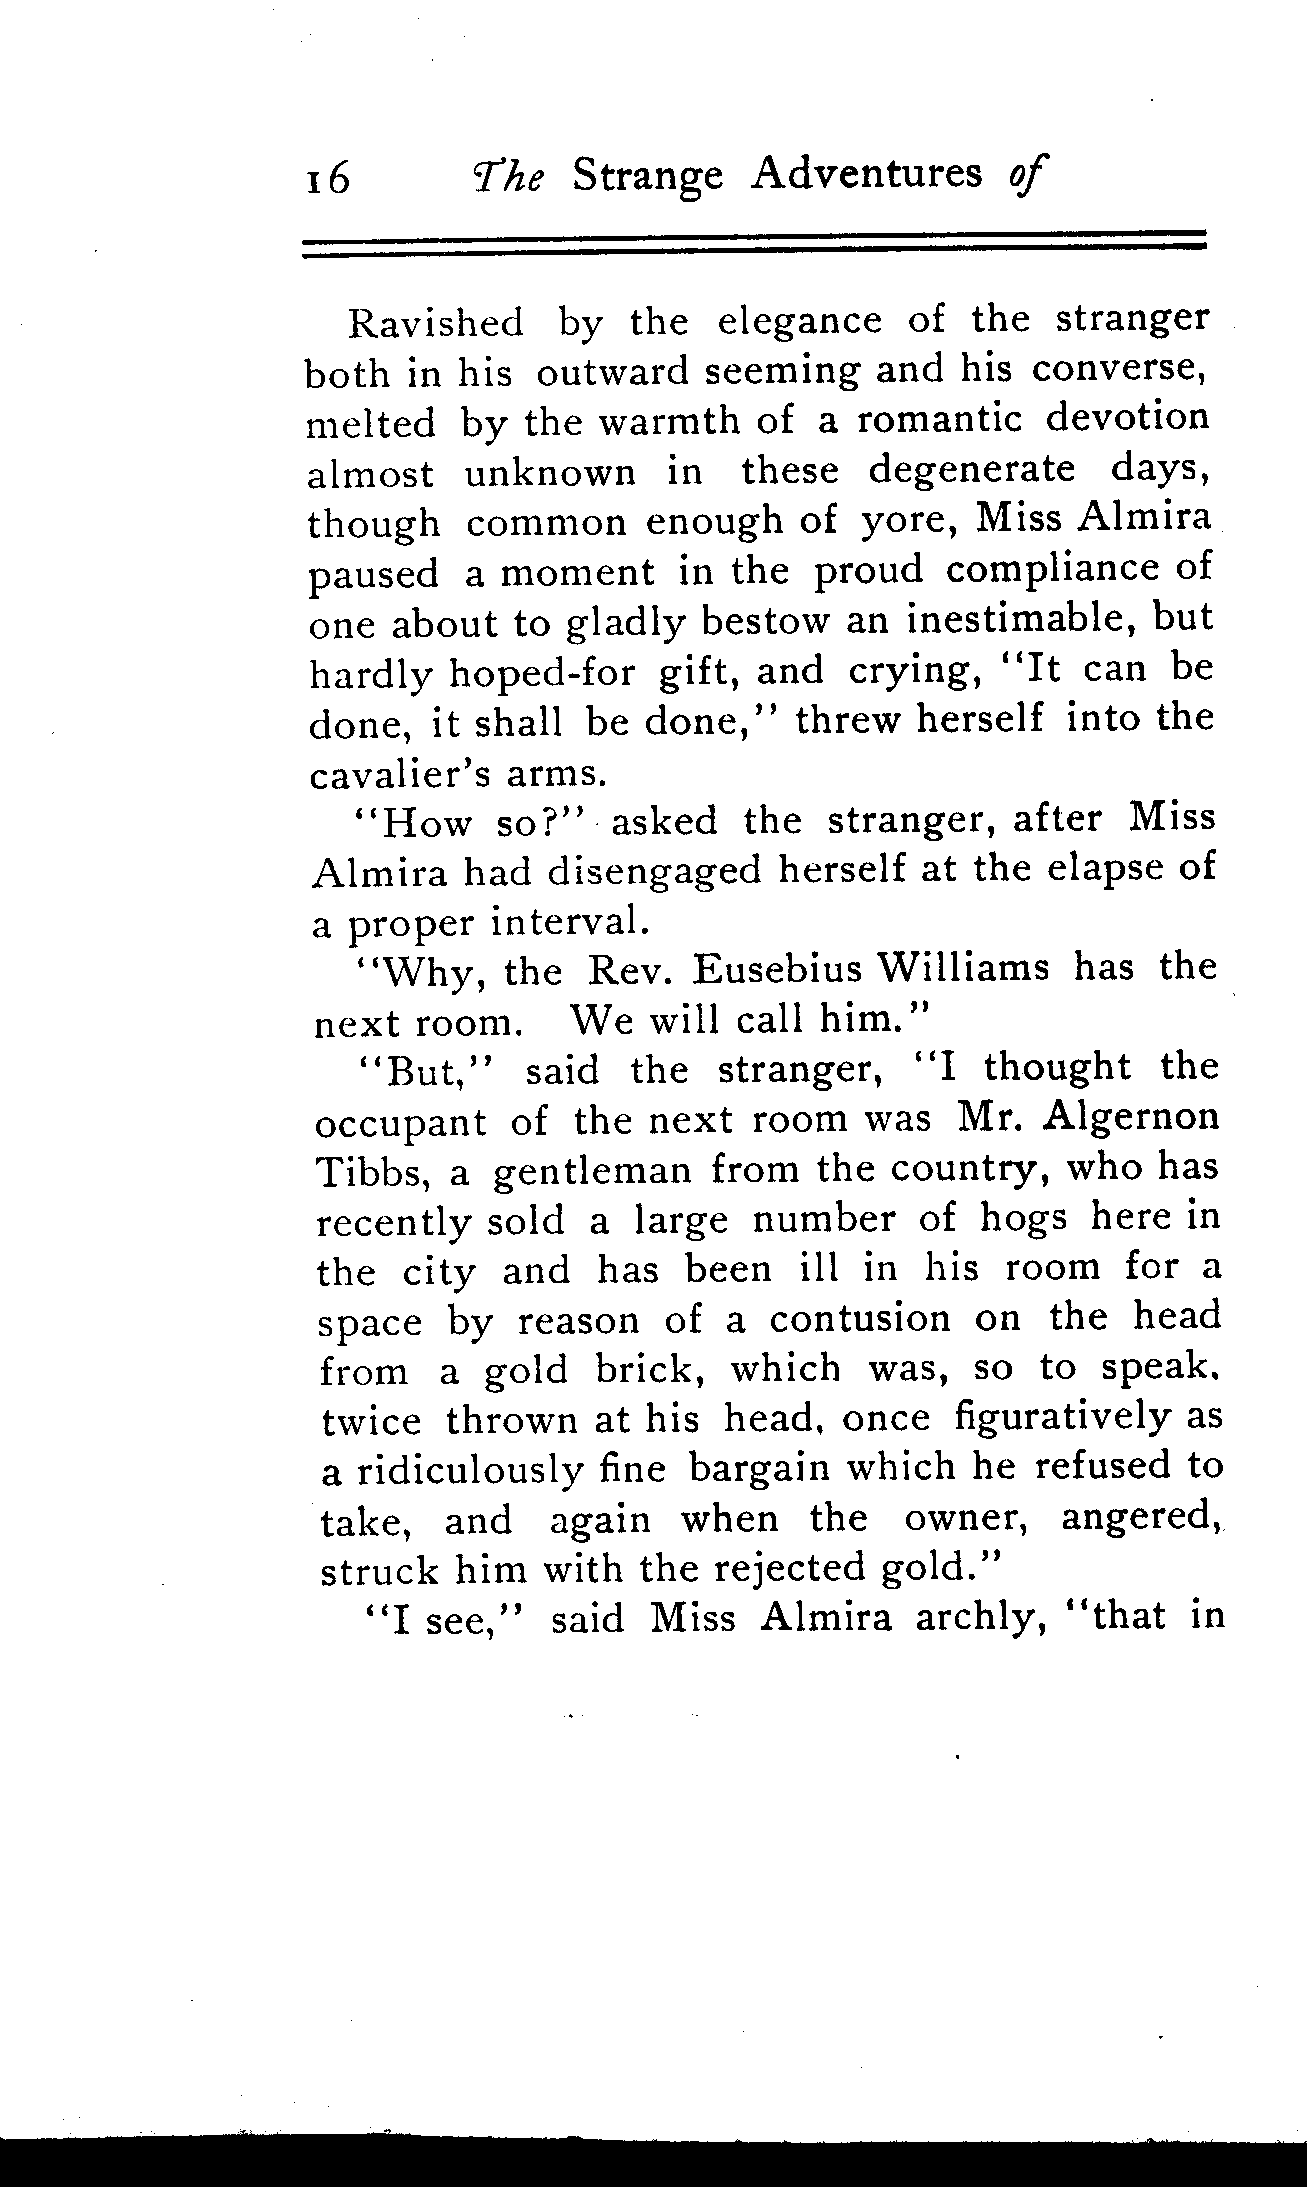 16 The Strange Adventures of
Ravished by the elegance of the stranger
both in his outward seeming and his converse,
melted by the warmth of a romantic devotion
almost unknown in these degenerate days,
though common enough of yore, Miss Almira
paused a moment in the proud compliance of
one about to gladly bestow an inestimable, but
hardly hoped-for gift, and crying, "It can be
done, it shall be done," threw herself into the
cavalier's arms.
"How so?" asked the stranger, after Miss
Almira had disengaged herself at the elapse of
a proper interval.
"Why, the Rev. Eusebius Williams has the
next room. We will call him."
"But," said the stranger, "I thought the
occupant of the next room was Mr. Algernon
Tibbs, a gentleman from the country, who has
recently sold a large number of hogs here in
the city and has been ill in his room for a
space by reason of a contusion on the head
from a gold brick, which was, so to speak,
twice thrown at his head, once figuratively as
a ridiculously fine bargain which he refused to
take, and again when the owner, angered,
struck him with the rejected gold."
"I see," said Miss Almira archly, "that in